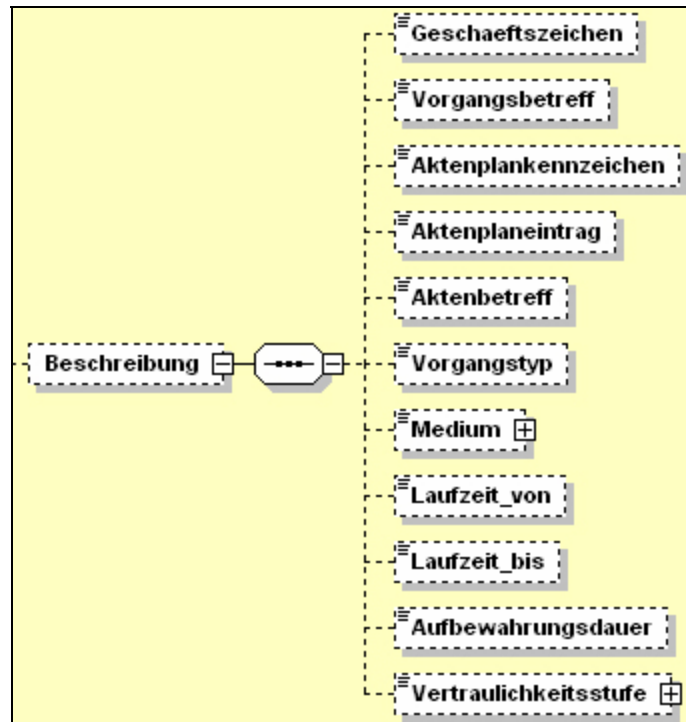 Geschaeftszeichen
Vorgangsbetreff
Aktenplankennzeichen
Aktenplaneintrag
Aktenbetreff
Beschreibung
Vorgangstyp
Medium
Laufzeit_von
Laufzeit_bis
Aufbewahrungsdauer
Vertraulichkeitsstufe